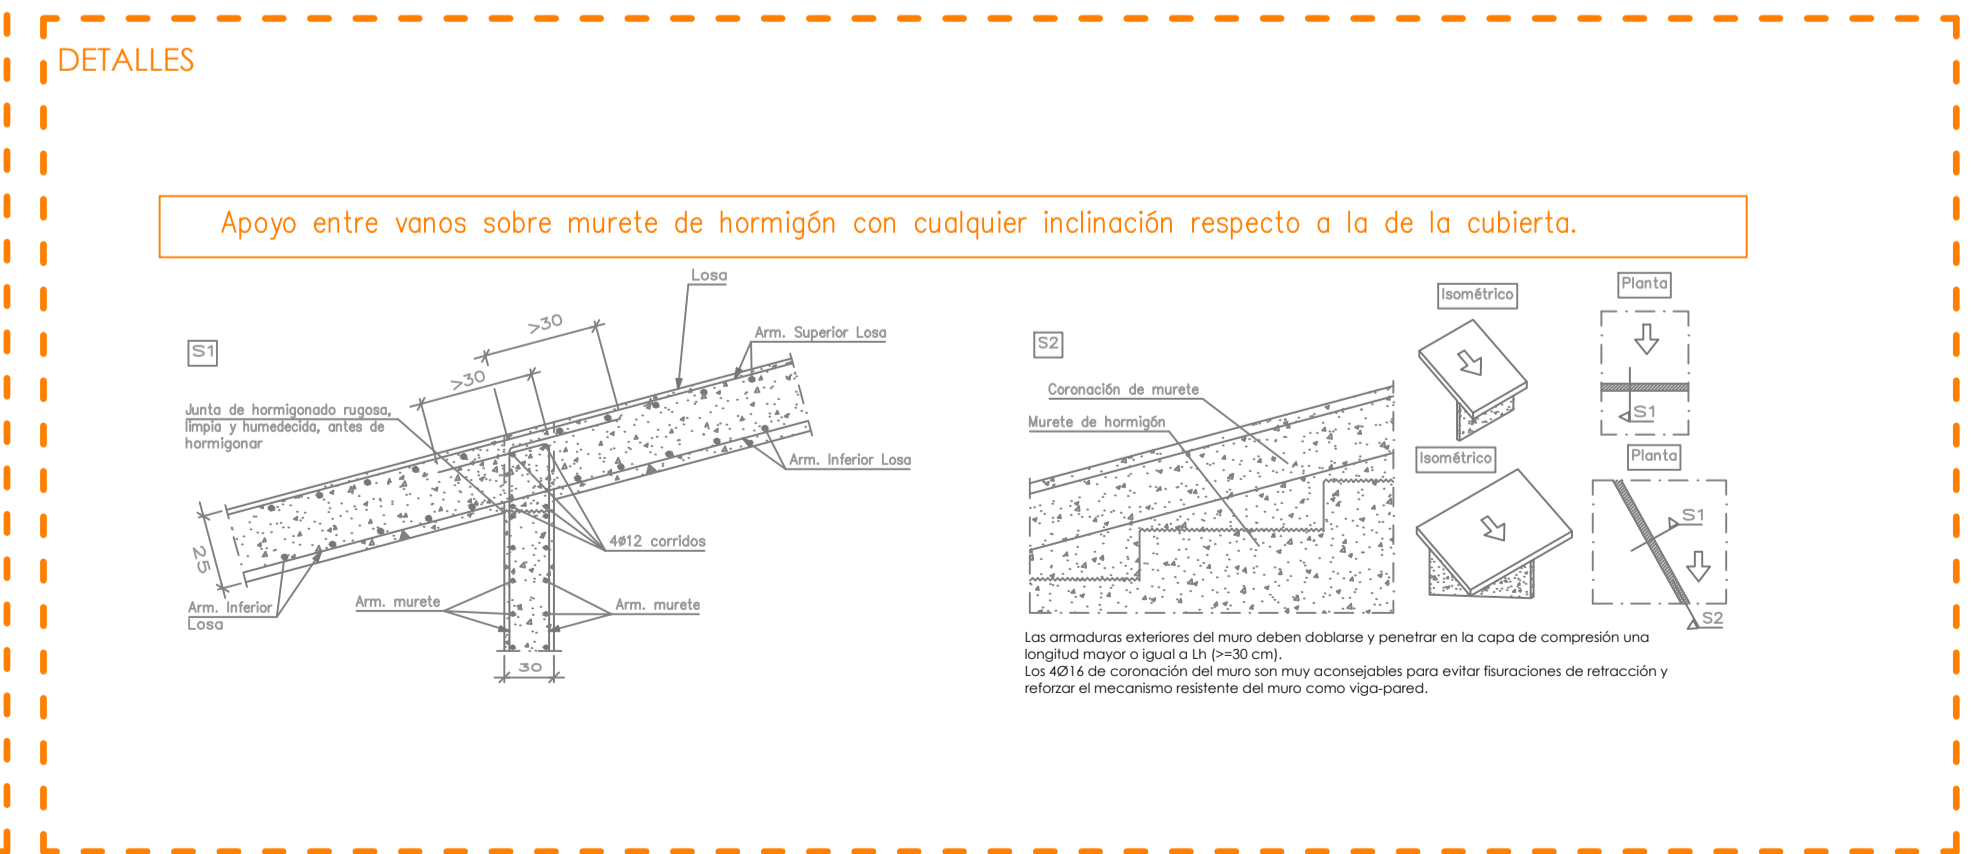 DETALLES
Apoyo entre vanos sobre murete de hormigón con cualquier inclinación respecto a la de la cubierta.
Losa
>30
Arm. Superior Losa
S1
>30
Junta de hormigonado rugosa,
limpia y humedecida, antes de
hormigonar
Arm. Inferior Losa
25
4ø12 corridos
Arm. Inferior
Losa
Arm. murete
Arm. murete
30
S2
Coronación de murete
Murete de hormigón
Isométrico
Planta
S1
Isométrico
Planta
S1
S2
Las armaduras exteriores del muro deben doblarse y penetrar en la capa de compresión una
longitud mayor o igual a Lh (>=30 cm).
Los 4Ø16 de coronación del muro son muy aconsejables para evitar fisuraciones de retracción y
reforzar el mecanismo resistente del muro como viga-pared.